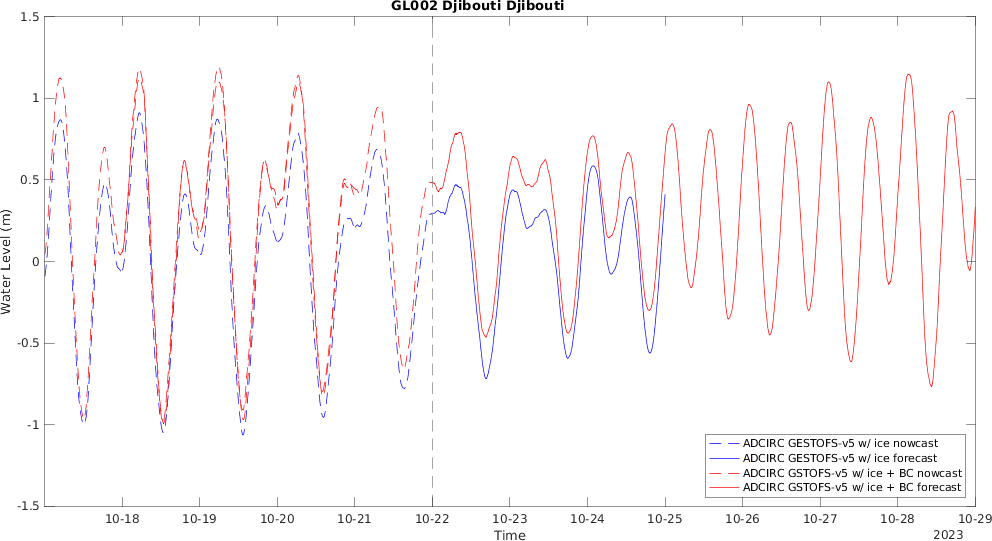 GL002 Djibouti Djibouti
1.5
1
0.5
0
-0.5
-1
-1.5
Water Level (m)
10-18
10-19
10-20
10-21
10-22
10-23
10-24
10-25
10-26
10-27
10-28
10-29
Time
2023
ADCIRC GESTOFS-v5 w/ ice nowcast
ADCIRC GESTOFS-v5 w/ ice forecast
ADCIRC GSTOFS-v5 w/ ice + BC nowcast
ADCIRC GSTOFS-v5 w/ ice + BC forecast